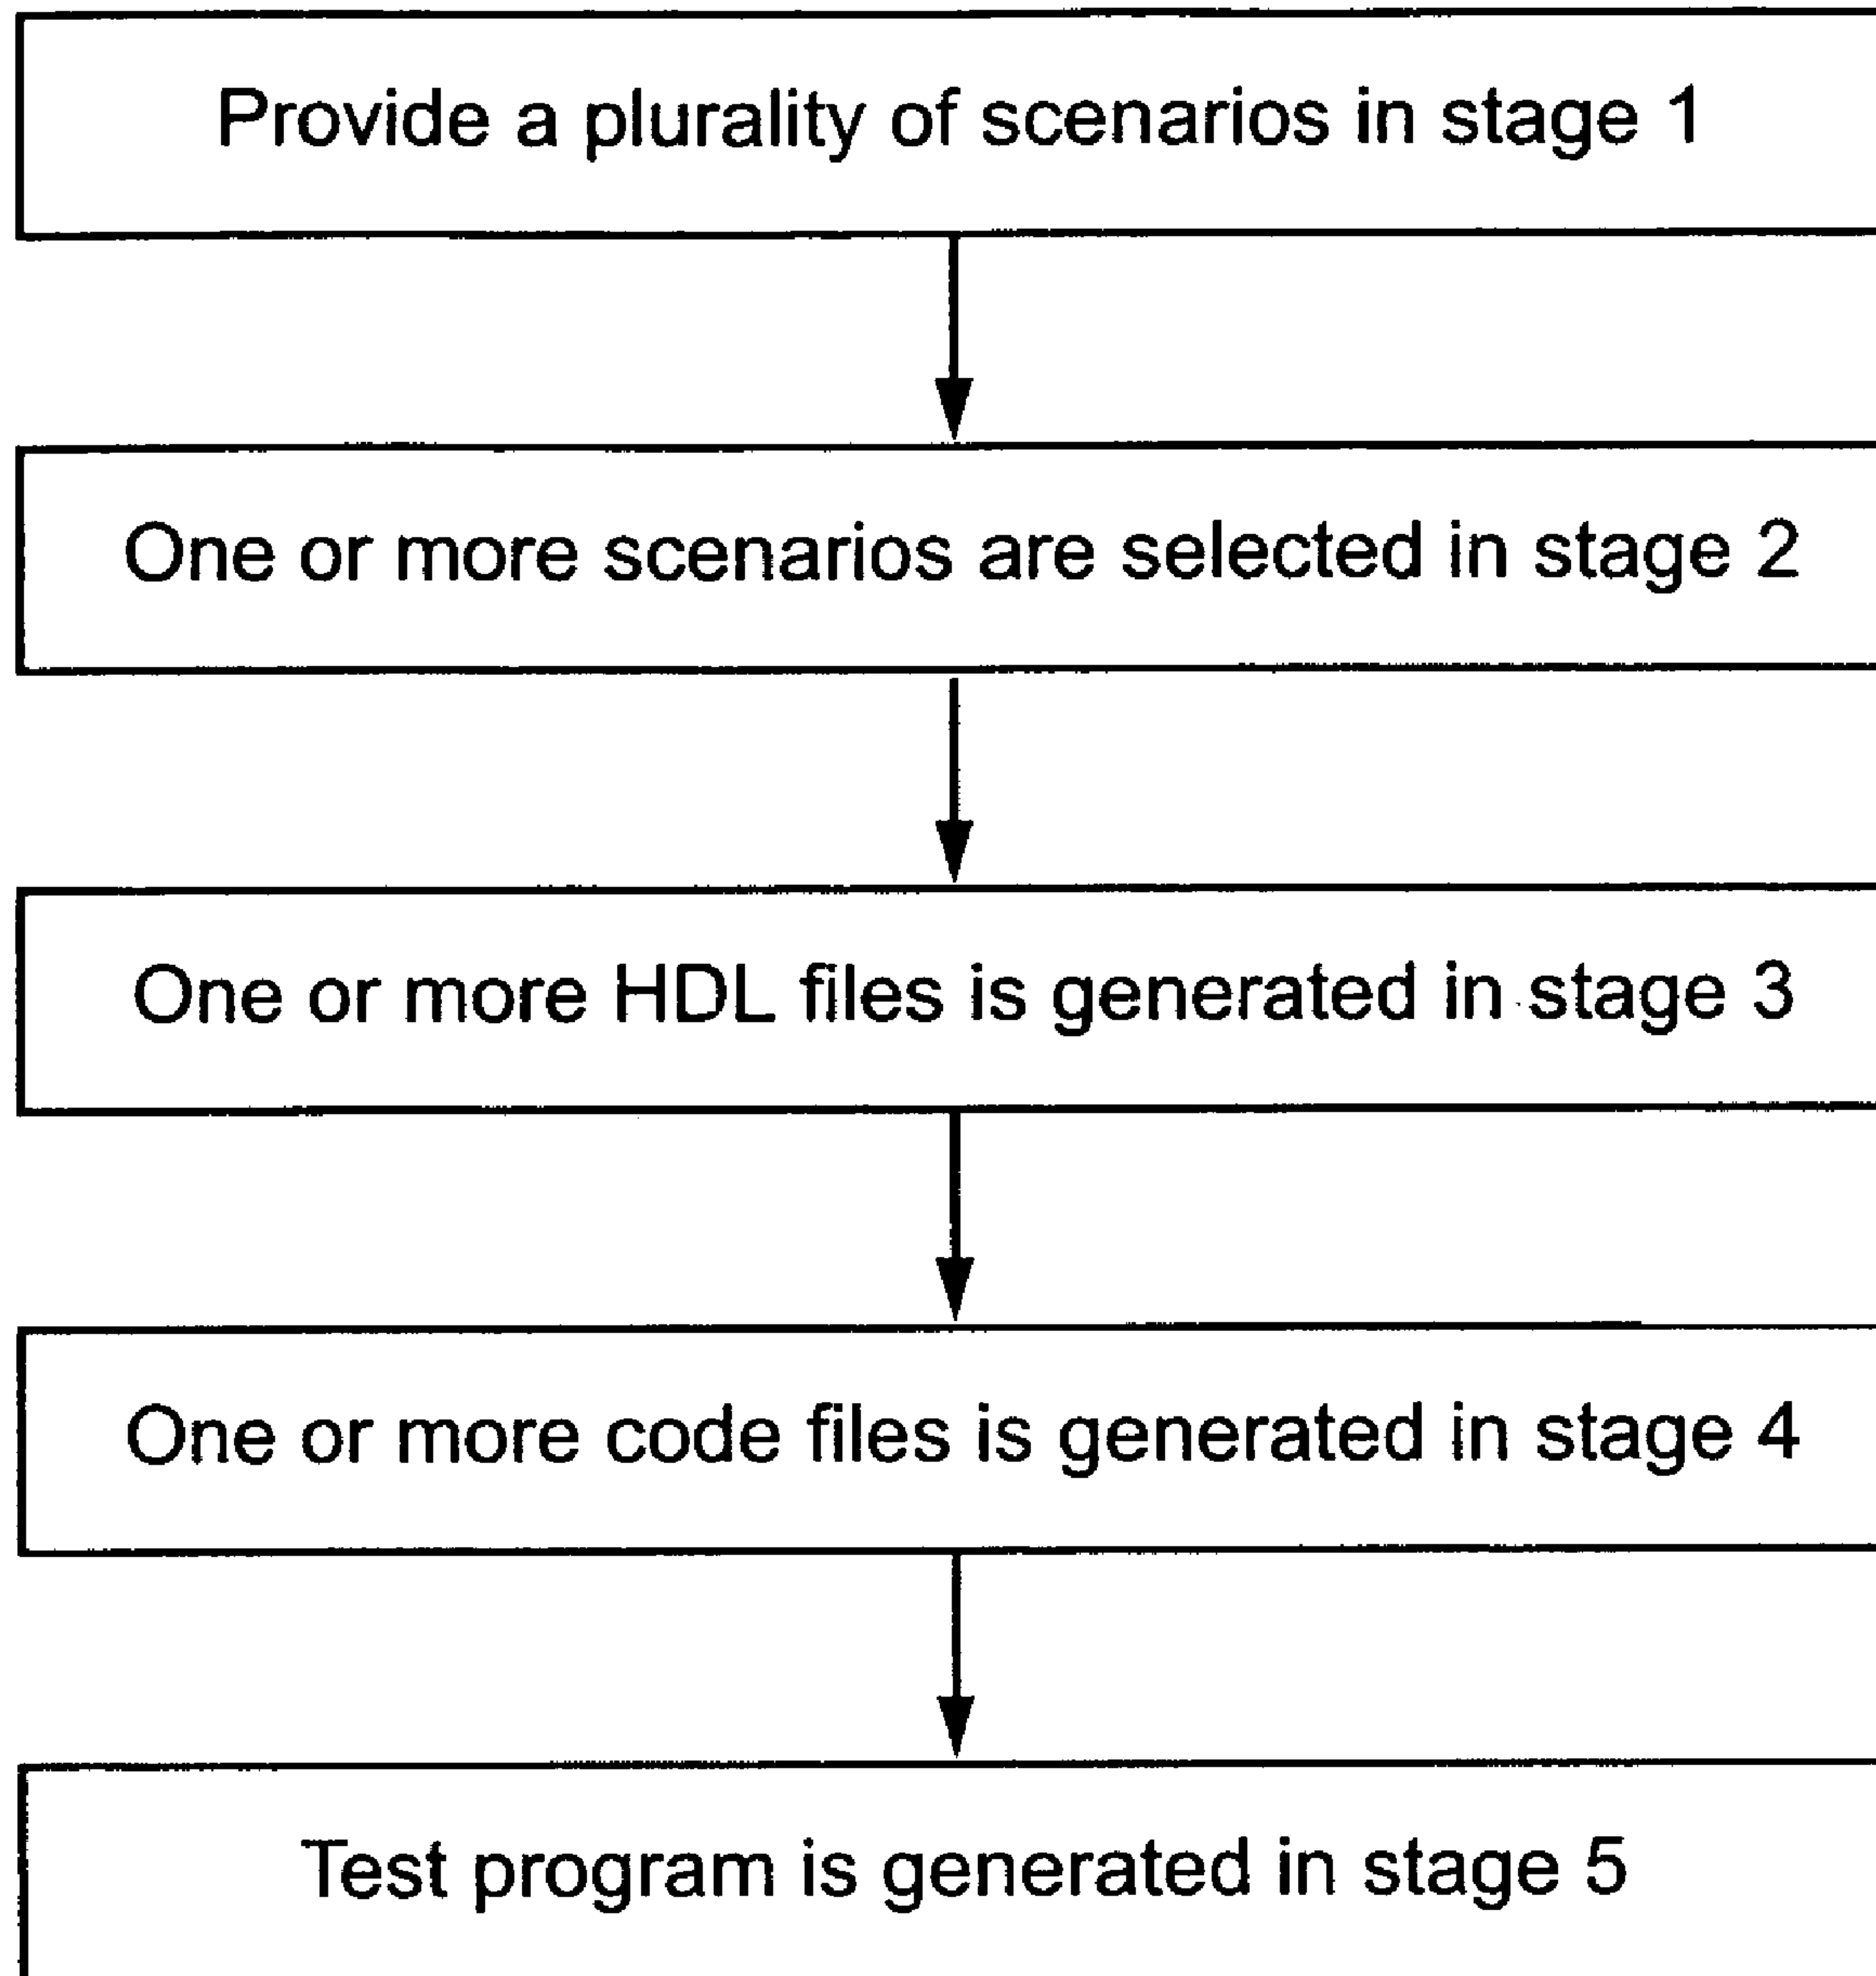 Provide a plurality of scenarios in stage 1
One or more scenarios are selected in stage 2
One or more HDL files is generated in stage 3
One or more code files is generated in stage 4
Test program is generated in stage 5